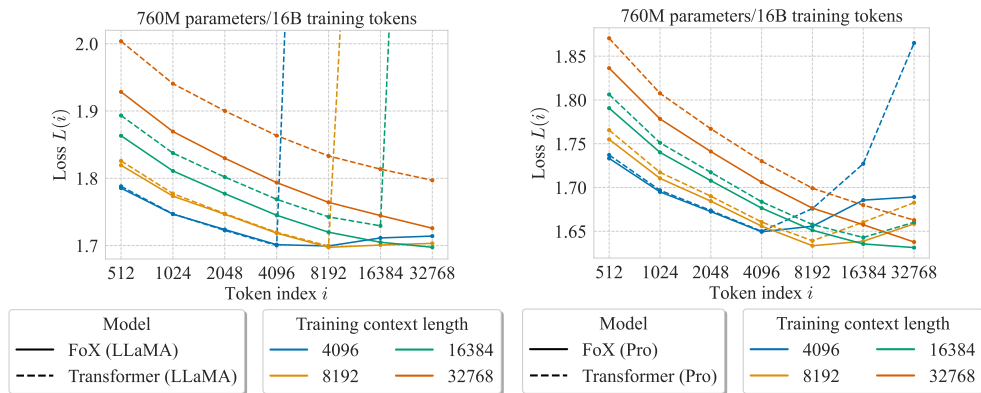 760M parameters/16B training tokens
2.0
1.9
1.8
1.7
Loss L(i)
512 1024 2048 4096 8192 16384 32768
Token index i
Model
FoX (LLaMA)
Transformer (LLaMA)
Training context length
4096 16384
8192 32768
760M parameters/16B training tokens
1.85
1.80
1.75
1.70
1.65
Loss L(i)
512 1024 2048 4096 8192 16384 32768
Token index i
Model
FoX (Pro)
Transformer (Pro)
Training context length
4096 16384
8192 32768